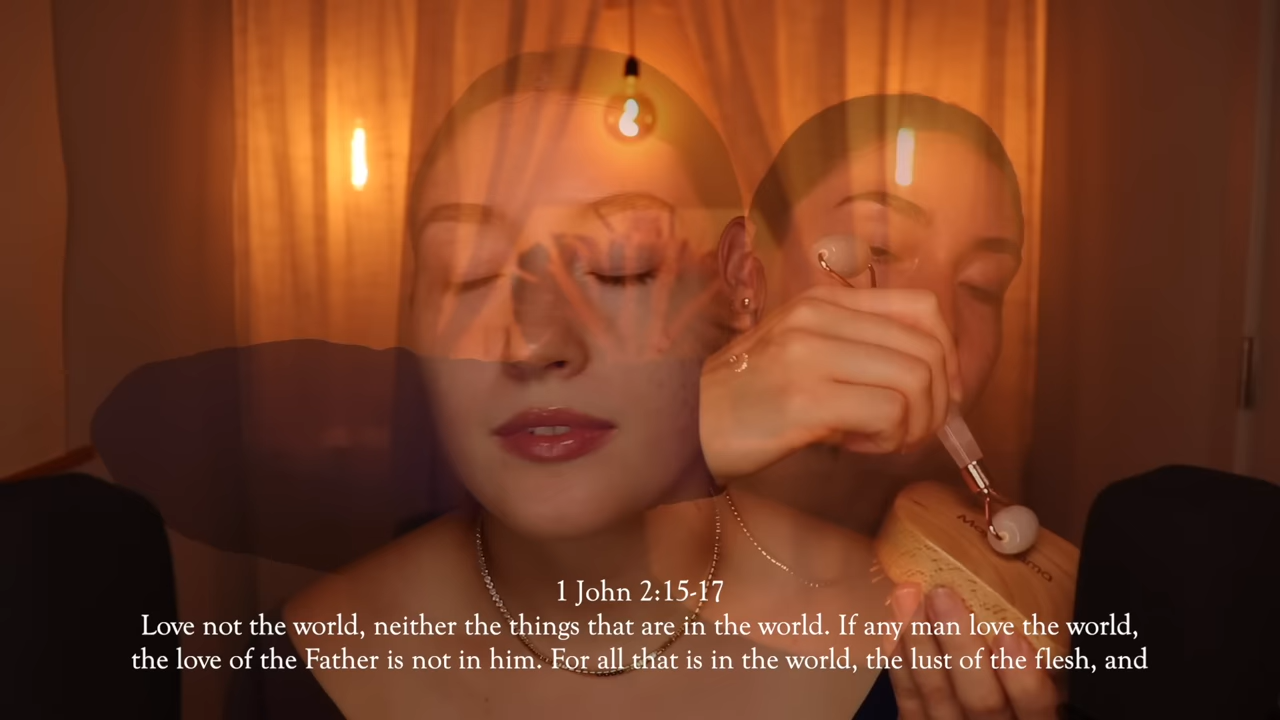 1 John 2:15-17
Love not the world, neither the things that are in the world. If any man love the world,
the love of the Father is not in him. For all that is in the world, the lust of the flesh, and